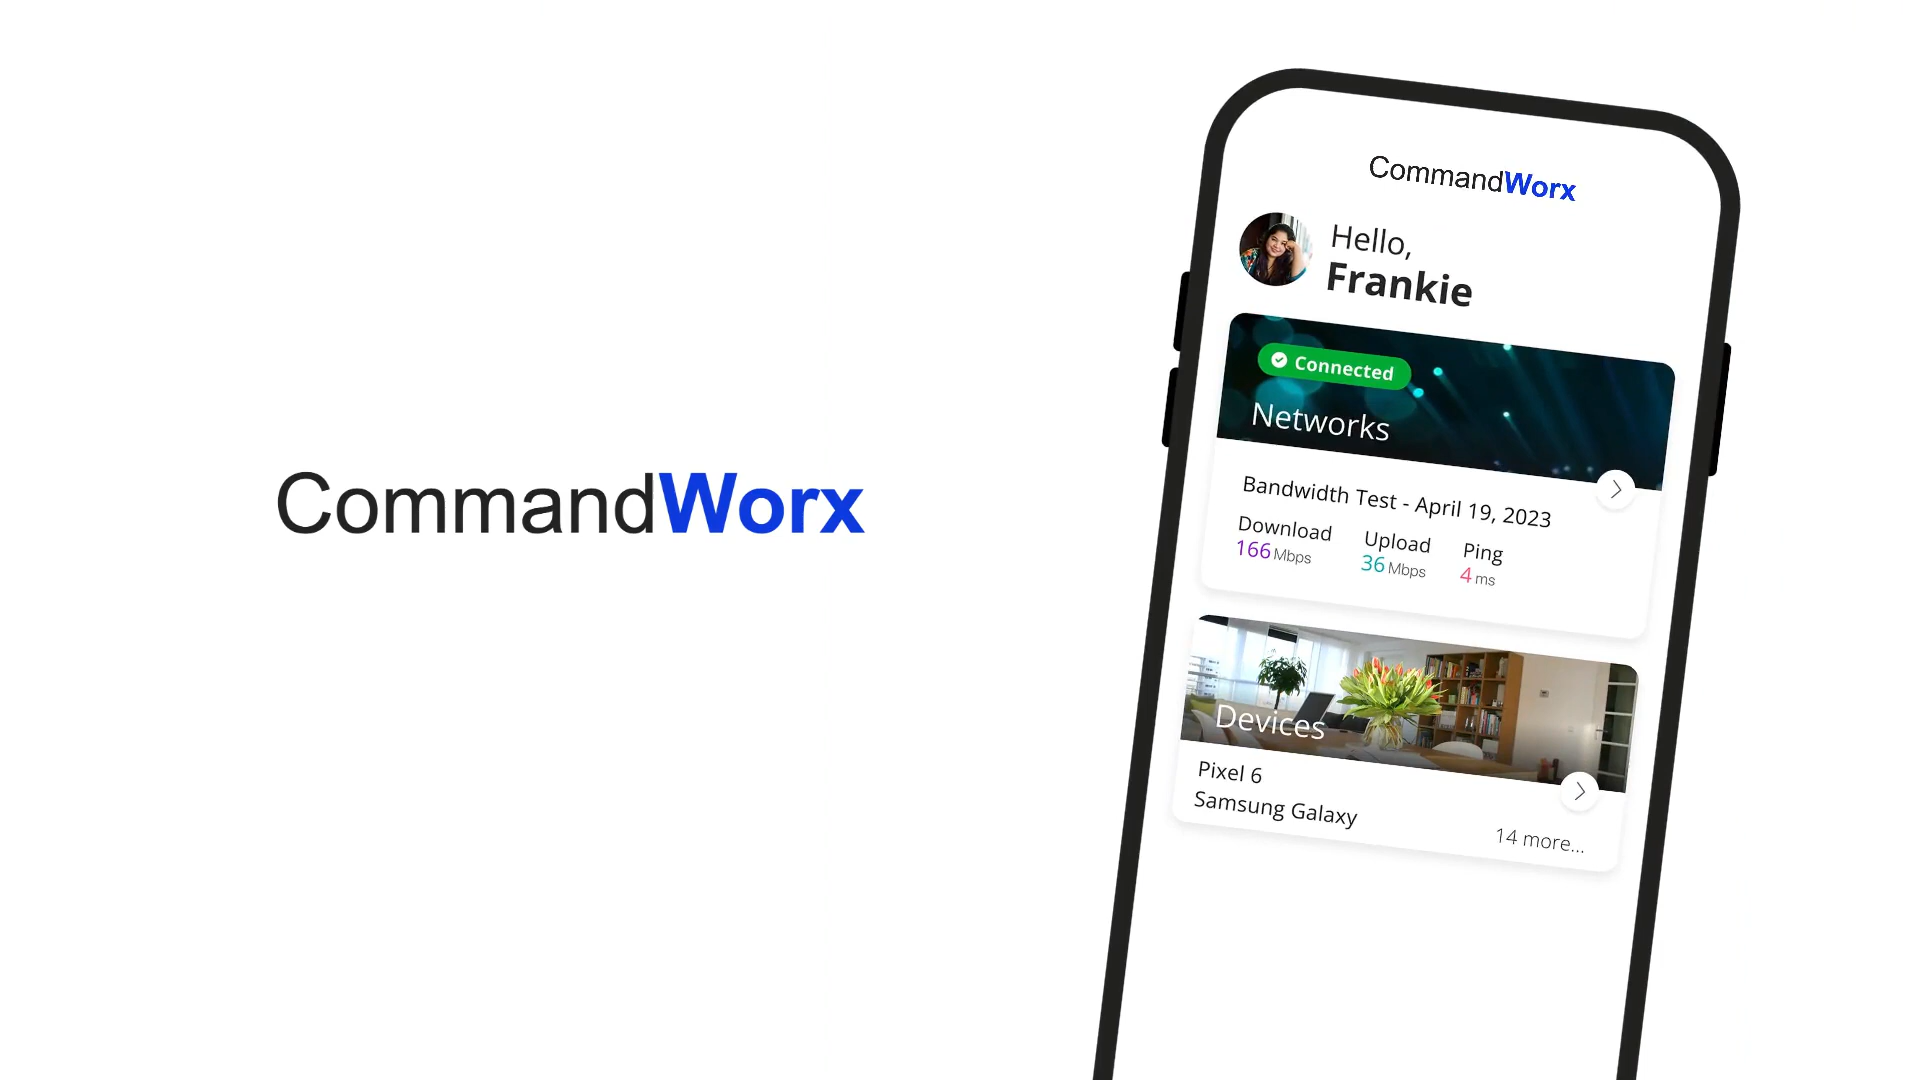 CommandWorx
CommandWorx
Hello,
Frankie
Connected
Networks
Bandwidth Test - April 19, 2023
Download Upload Ping
166 Mbps 36 Mbps 4 ms
Devices
Pixel 6
Samsung Galaxy
14 more...